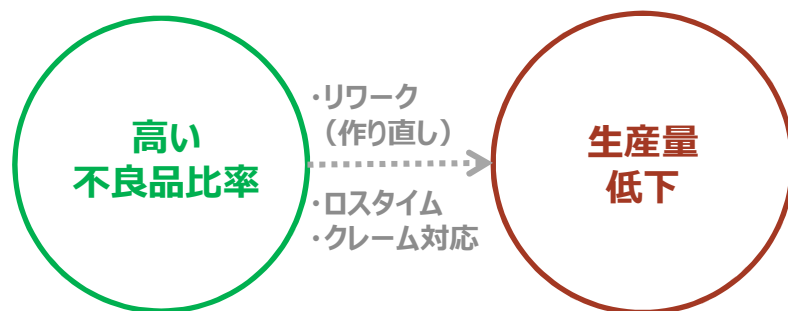 高い
不良品比率
・リワーク
（作り直し）
・ロスタイム
・クレーム対応
生産量
低下